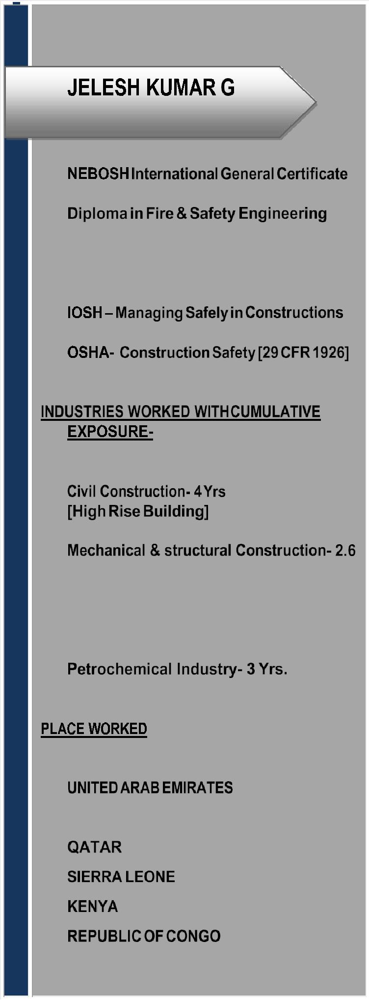 JELESH KUMAR G
NEBOSH International General Certificate
Diploma in Fire & Safety Engineering
IOSH – Managing Safely in Constructions
OSHA- Construction Safety [29 CFR 1926]
INDUSTRIES WORKED WITH CUMULATIVE
EXPOSURE-
Civil Construction- 4 Yrs
[High Rise Building]
Mechanical & structural Construction- 2.6
Petrochemical Industry- 3 Yrs.
PLACE WORKED
UNITED ARAB EMIRATES
QATAR
SIERRA LEONE
KENYA
REPUBLIC OF CONGO